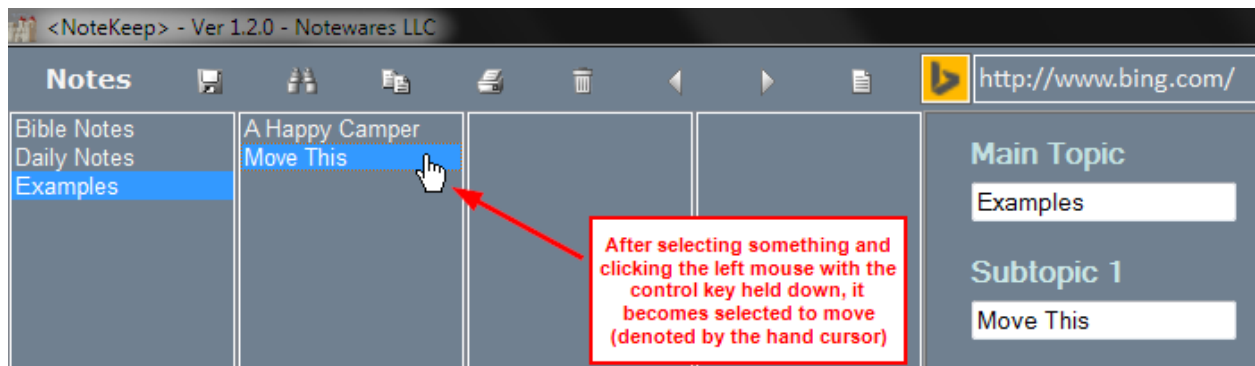 <NoteKeep> - Ver 1.2.0 - Notewares LLC
Notes
http://www.bing.com/
Bible Notes
Daily Notes
Examples
A Happy Camper
Move This
Main Topic
Examples
Subtopic 1
Move This
After selecting something and
clicking the left mouse with the
control key held down, it
becomes selected to move
(denoted by the hand cursor)